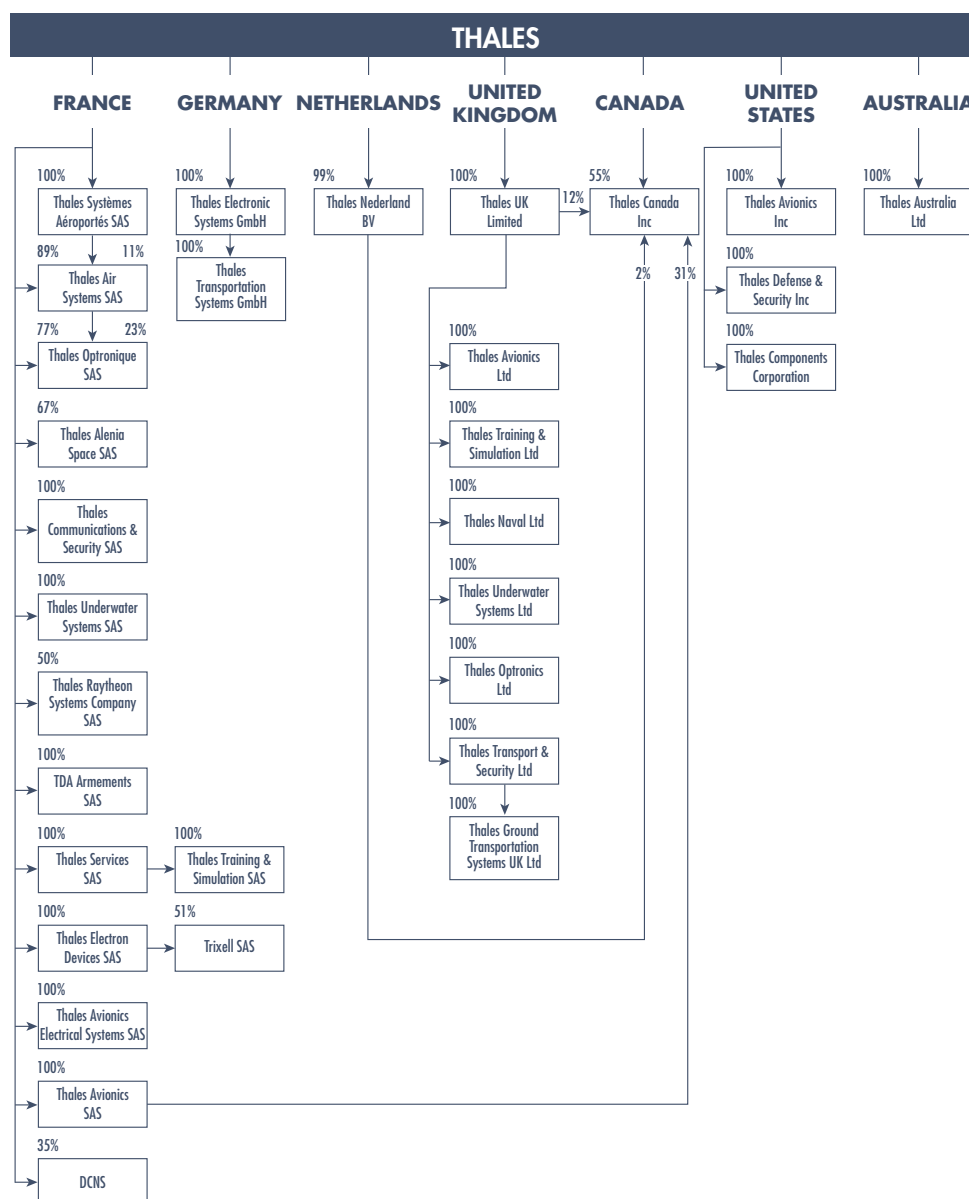 THALES
FRANCE
GERMANY
NETHERLANDS
UNITED
KINGDOM
CANADA
UNITED
STATES
AUSTRALIA
100%
Thales Systèmes
Aéroportés SAS
89% 11%
Thales Air
Systems SAS
77% 23%
Thales Optronique
SAS
67%
Thales Alenia
Space SAS
100%
Thales
Communications &
Security SAS
100%
Thales Underwater
Systems SAS
50%
Thales Raytheon
Systems Company
SAS
100%
TDA Armements
SAS
100%
Thales Services
SAS
100%
Thales Training &
Simulation SAS
100%
Thales Electron
Devices SAS
51%
Trixell SAS
100%
Thales Avionics
Electrical Systems SAS
100%
Thales Avionics
SAS
35%
DCNS
100%
Thales Electronic
Systems GmbH
100%
Thales
Transportation
Systems GmbH
99%
Thales Nederland
BV
100%
Thales UK
Limited
12%
100%
Thales Avionics
Ltd
100%
Thales Training &
Simulation Ltd
100%
Thales Naval Ltd
100%
Thales Underwater
Systems Ltd
100%
Thales Optronics
Ltd
100%
Thales Transport &
Security Ltd
100%
Thales Ground
Transportation
Systems UK Ltd
55%
Thales Canada
Inc
2% 31%
100%
Thales Avionics
Inc
100%
Thales Defense &
Security Inc
100%
Thales Components
Corporation
100%
Thales Australia
Ltd